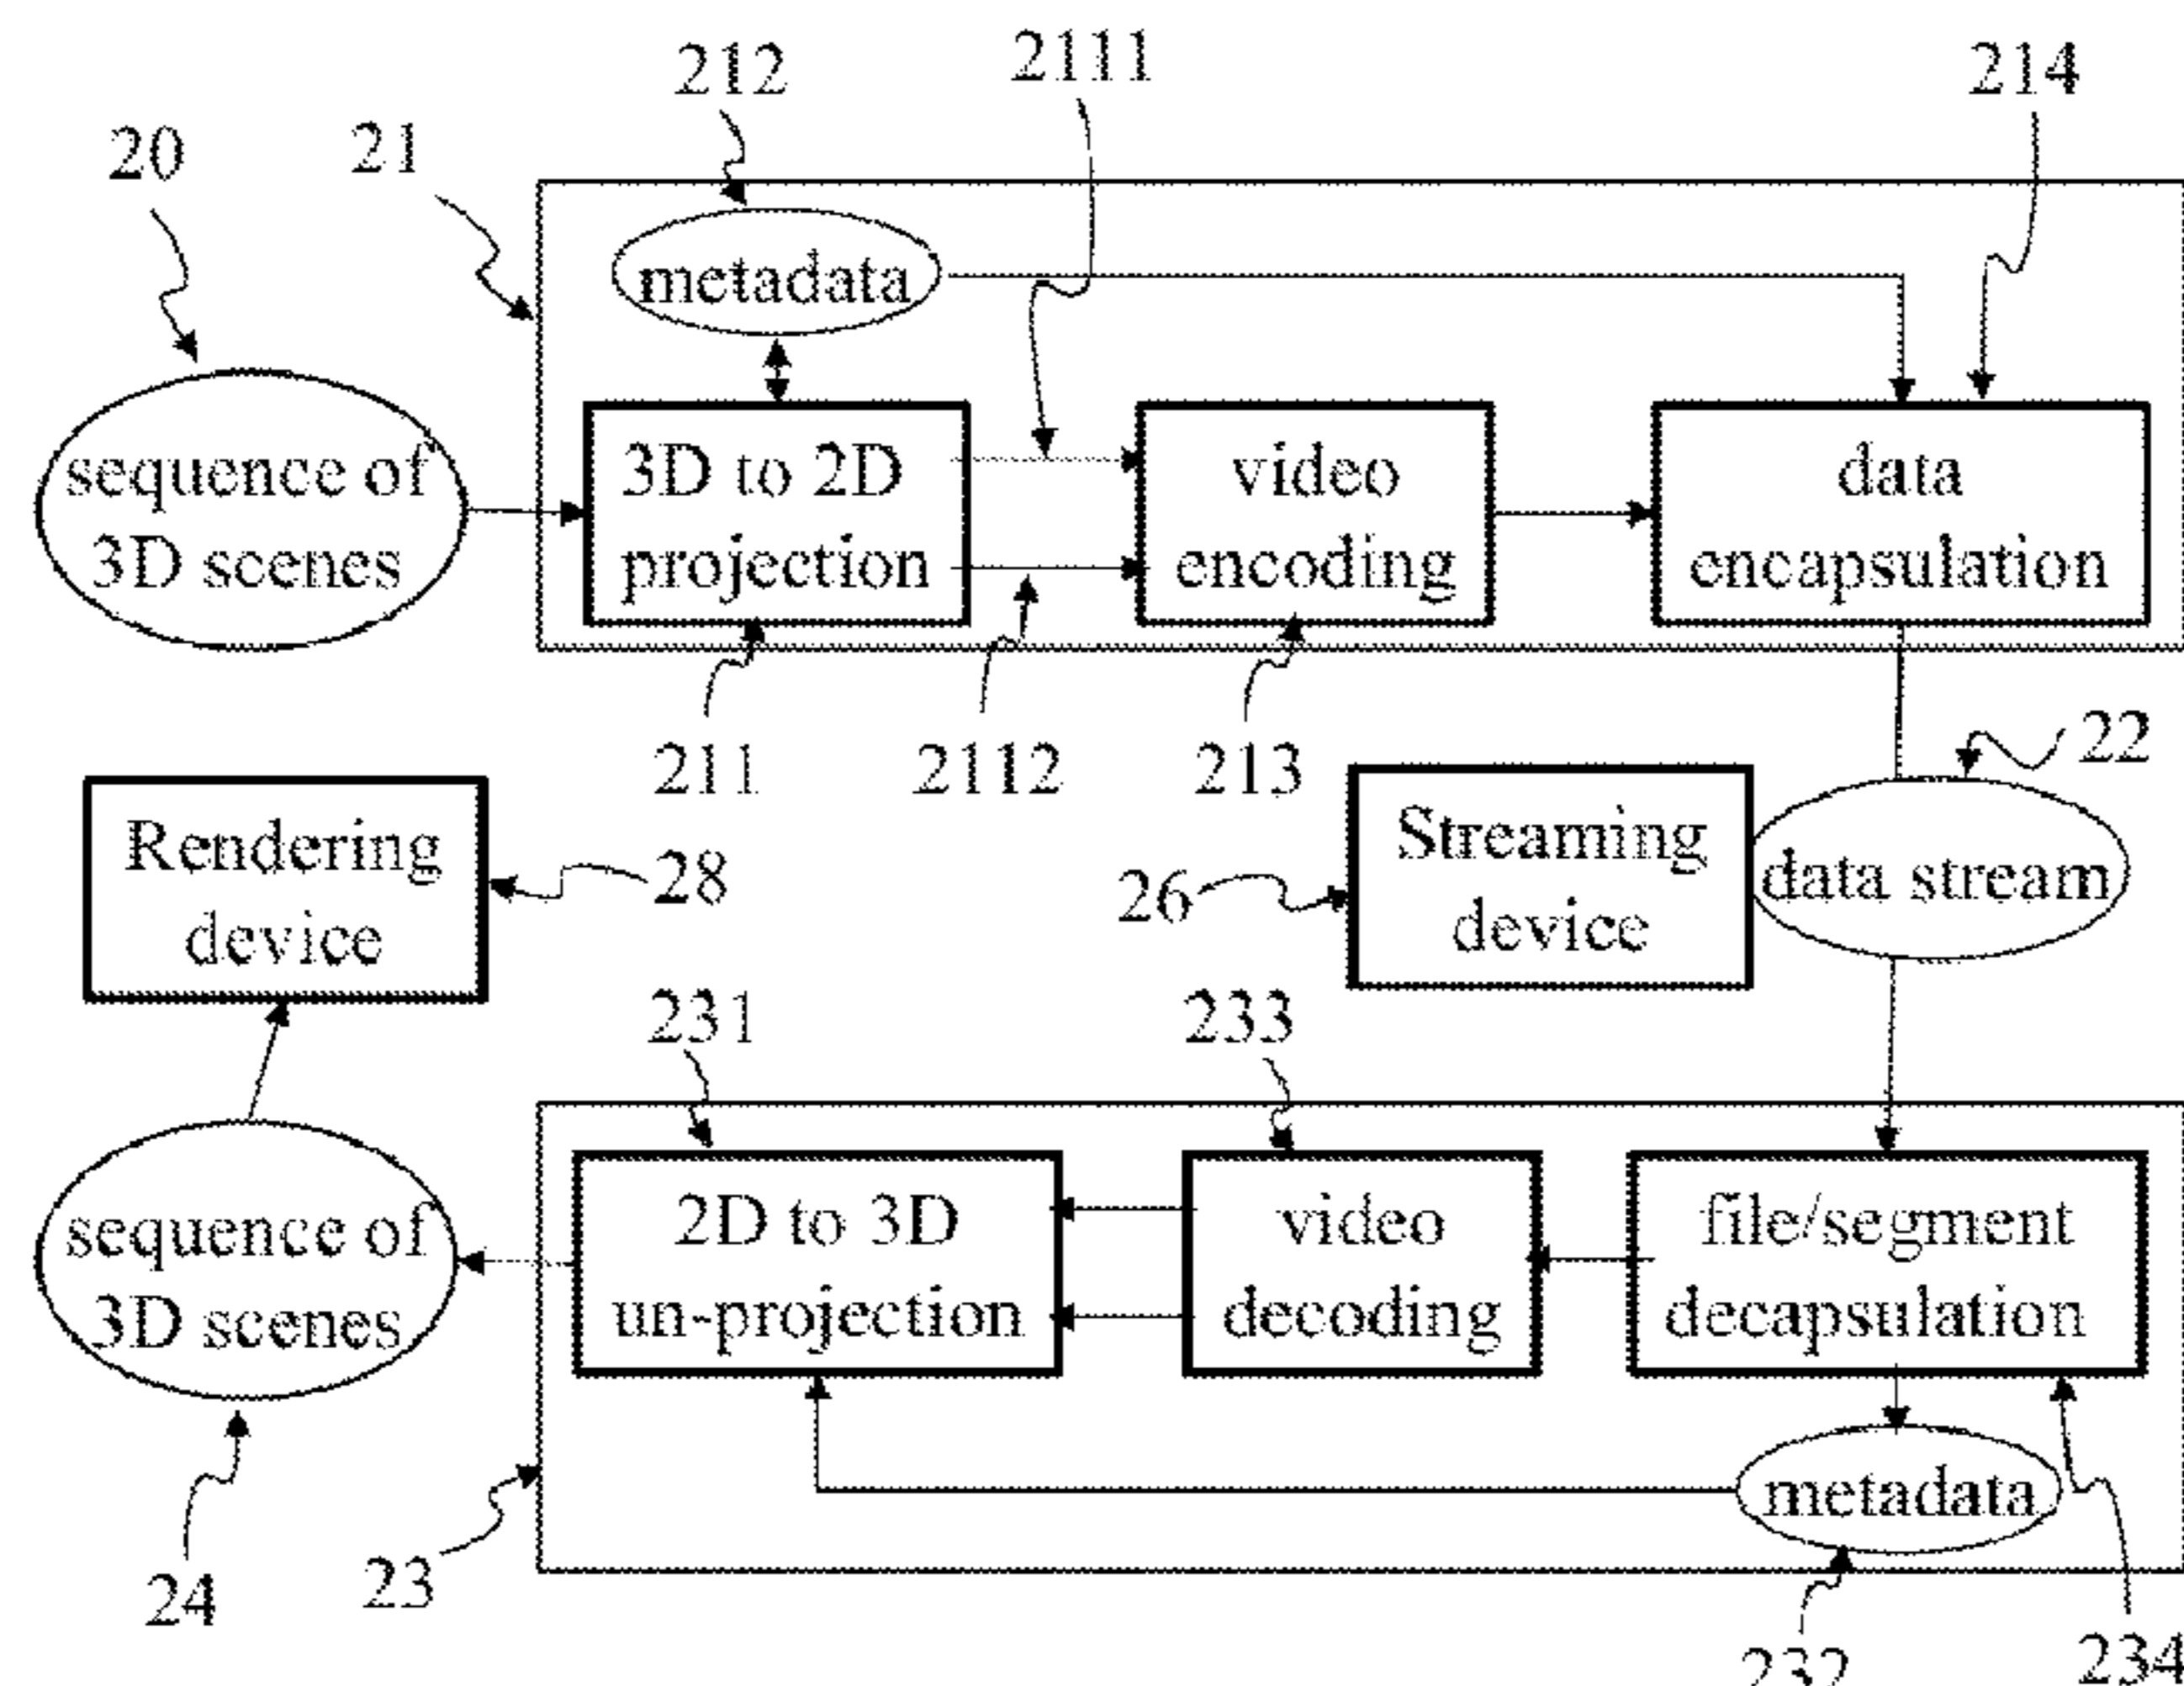 212
2111
214
20
21
metadata
sequence of
3D scenes
3D to 2D
projection
video
encoding
data
encapsulation
211
2112
213
22
Rendering
device
28
26
Streaming
device
data stream
231
233
sequence of
3D scenes
2D to 3D
un-projection
video
decoding
file/segment
decapsulation
metadata
24
23
232
234